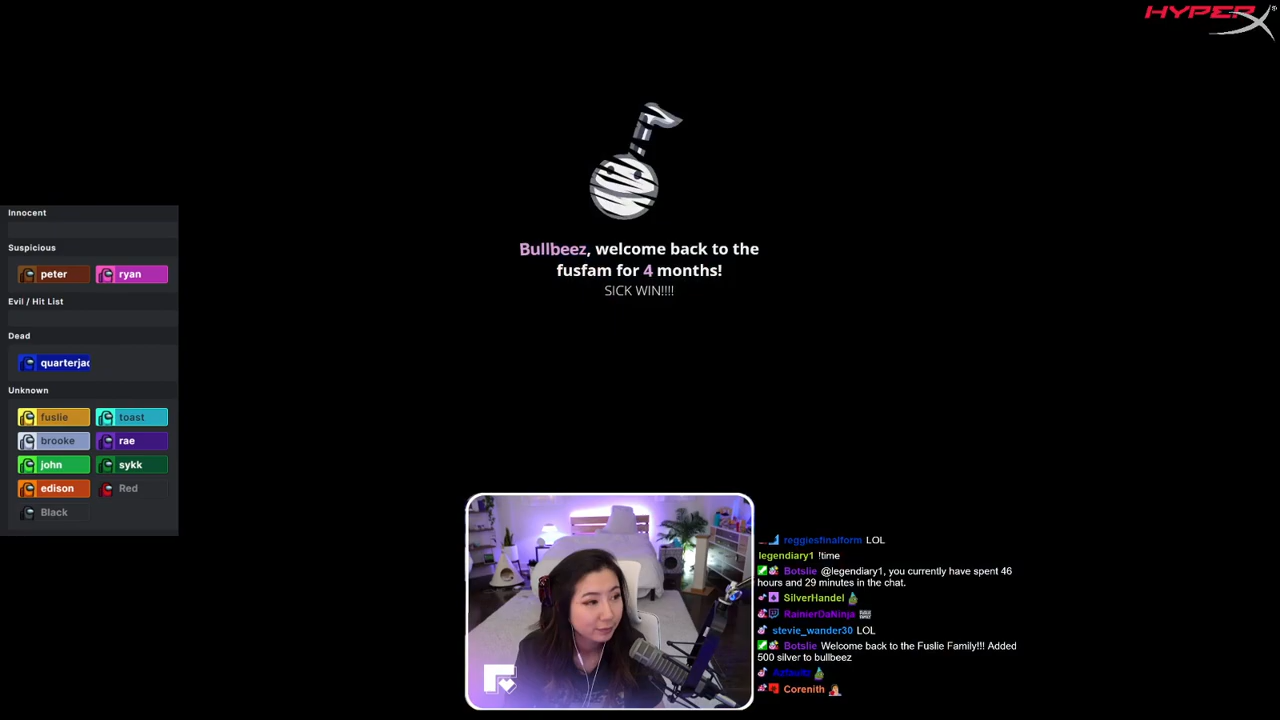 HYPERX
Bullbeez, welcome back to the
fusfam for 4 months!
SICK WIN!!!!
Innocent
Suspicious
peter
ryan
Evil / Hit List
Dead
quarterjac
Unknown
fuslie
toast
brooke
rae
john
sykk
edison
Red
Black
reggiesfinalform LOL
legendiary1 !time
Botslie @legendiary1, you currently have spent 46
hours and 29 minutes in the chat.
SilverHandel
RainierDaNinja
stevie_wander30 LOL
Botslie Welcome back to the Fuslie Family!!! Added
500 silver to bullbeez
Corenith